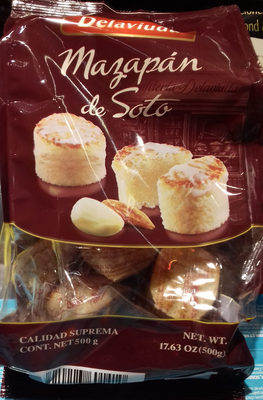 Delaviuda
Mazapán
de Soto
CALIDAD SUPREMA
CONT. NET 500 g
NET. WT.
17.63 OZ (500g)